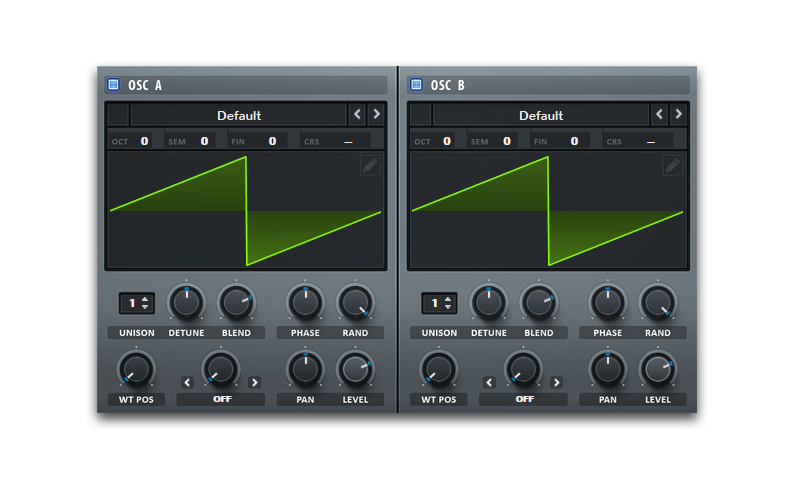 OSC A
Default
OCT 0 SEM 0 FIN 0 CRS –
1
UNISON DETUNE BLEND PHASE RAND
WT POS OFF PAN LEVEL
OSC B
Default
OCT 0 SEM 0 FIN 0 CRS –
1
UNISON DETUNE BLEND PHASE RAND
WT POS OFF PAN LEVEL